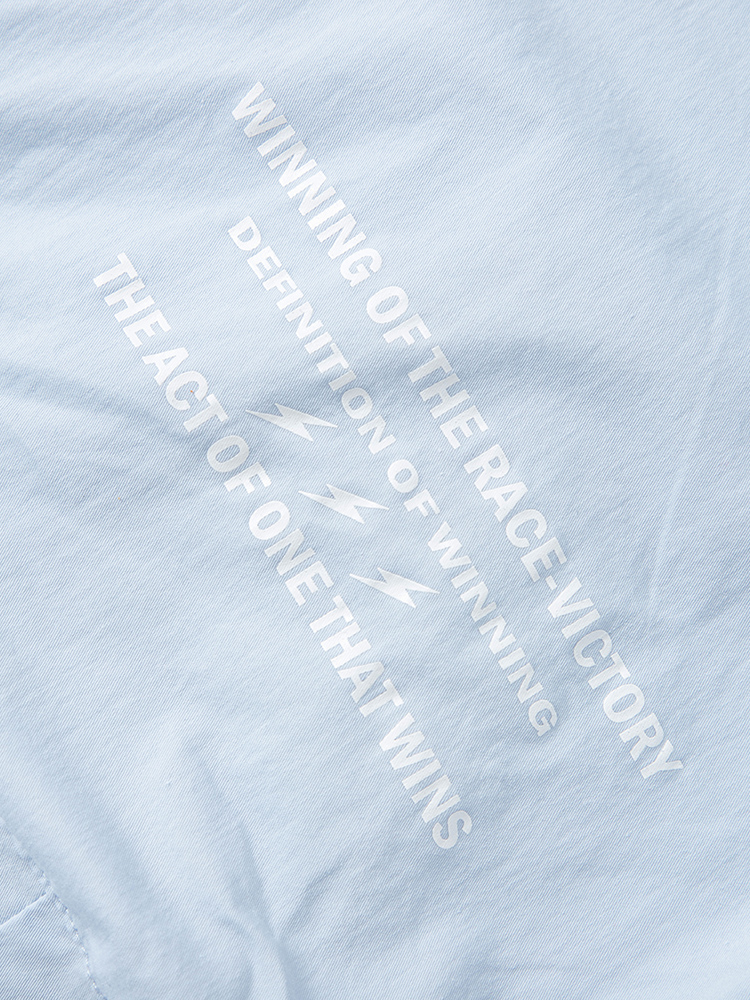 WINNING OF THE RACE-VICTORY
DEFINITION OF WINNING
THE ACT OF ONE THAT WINS